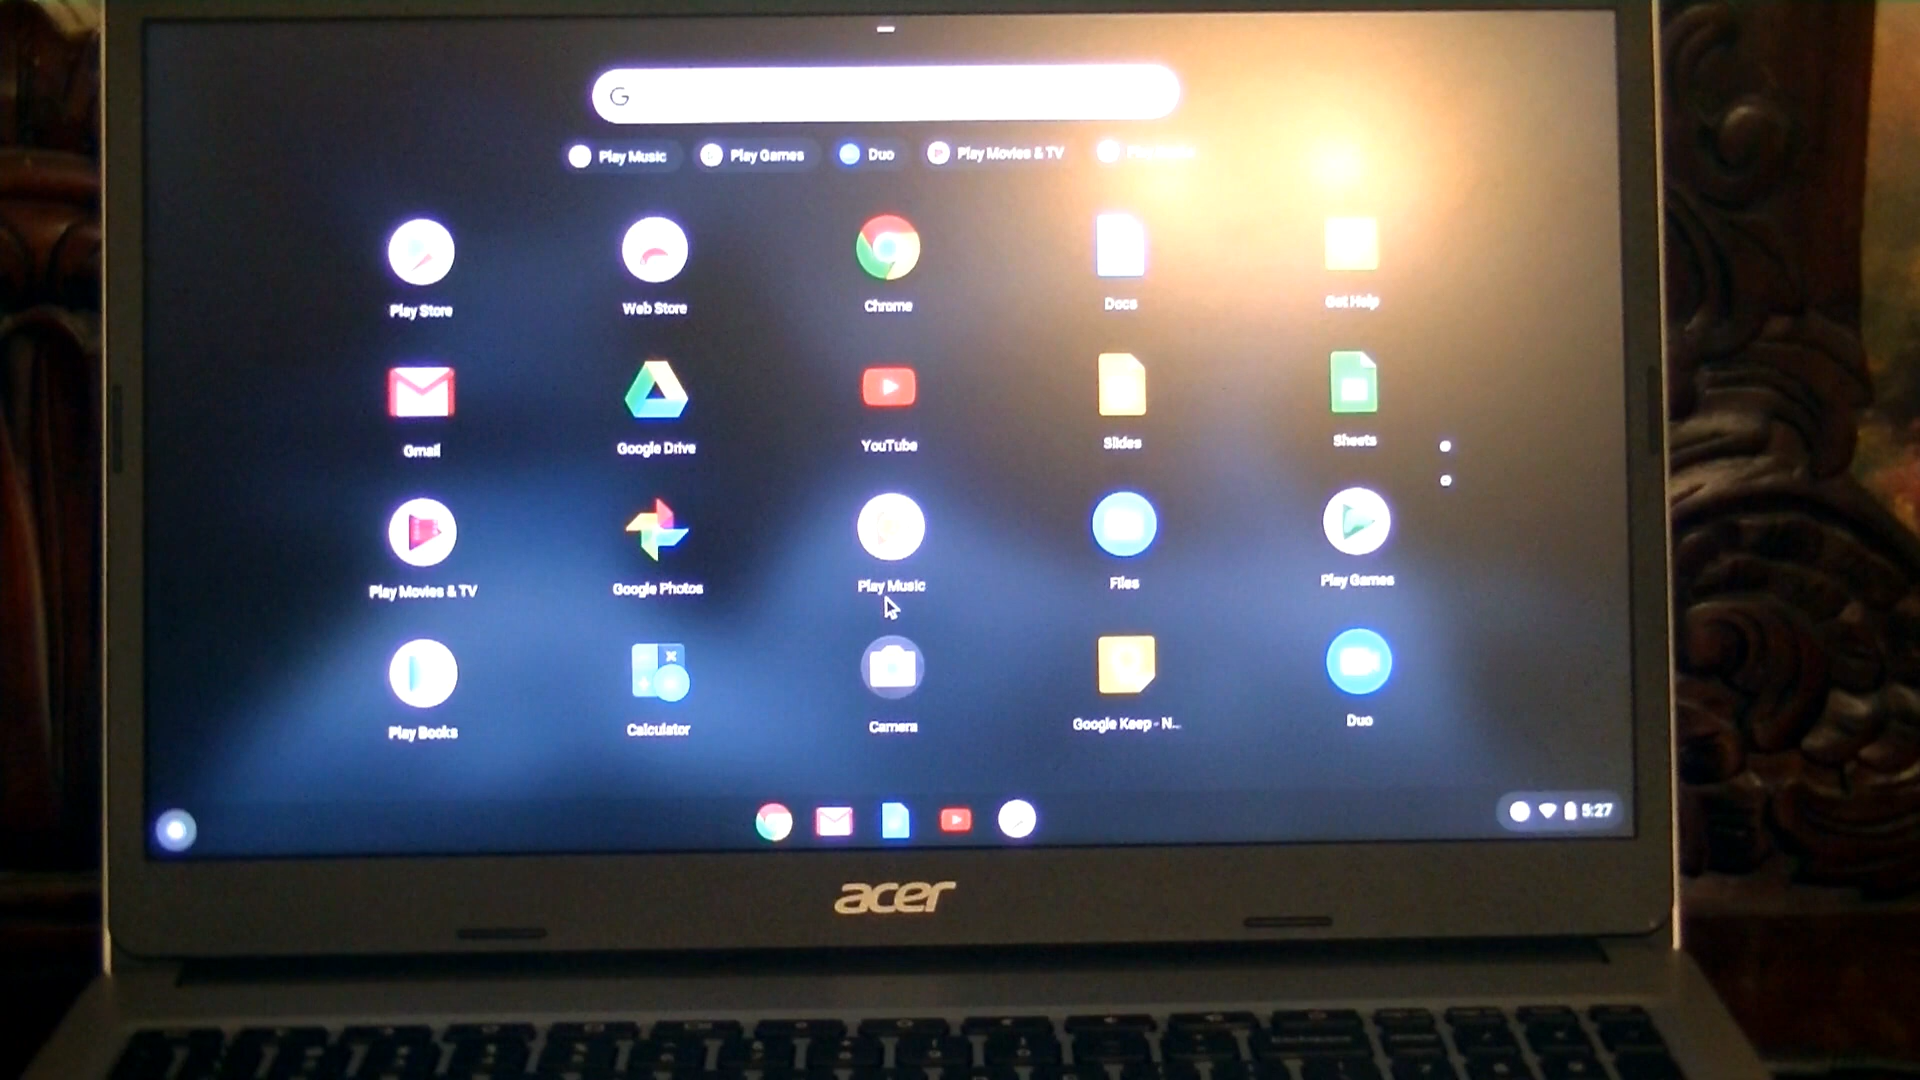 G
Play Music Play Games Duo Play Movies & TV
Play Store Web Store Chrome Docs Get Help
Gmail Google Drive YouTube Slides Sheets
Play Movies & TV Google Photos Play Music Files Play Games
Play Books Calculator Camera Google Keep - N... Duo
5:27
acer